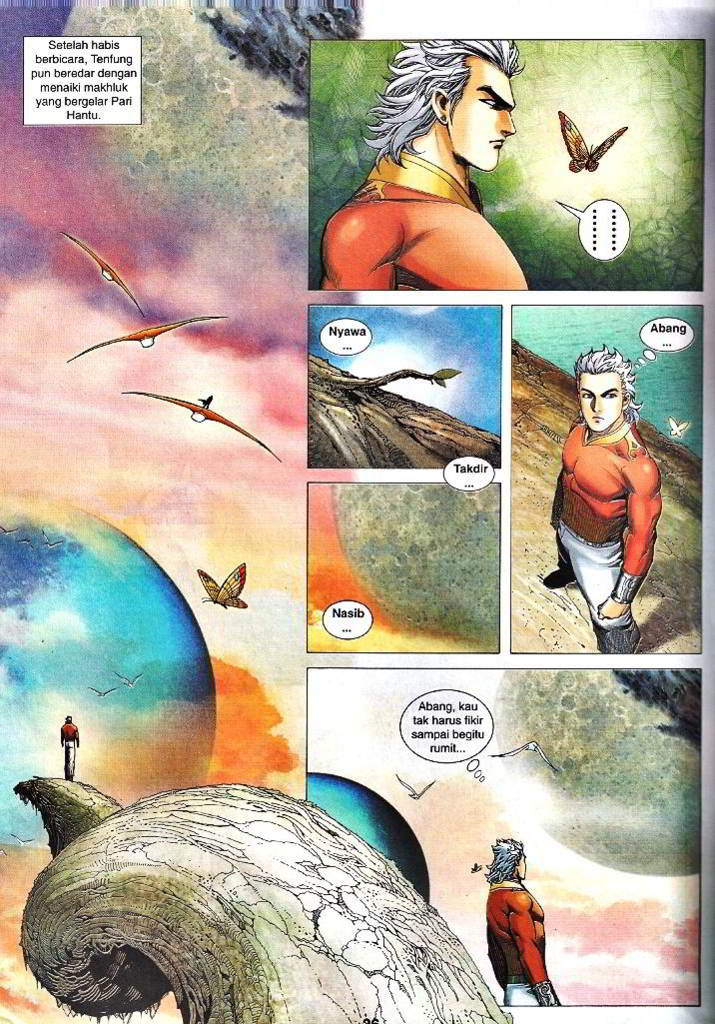 Setelah habis
berbicara, Tenfung
pun beredar dengan
menaiki makhluk
yang bergelar Pari
Hantu.
......
Nyawa
...
Abang
...
Takdir
...
Nasib
...
Abang, kau
tak harus fikir
sampai begitu
rumit...
36